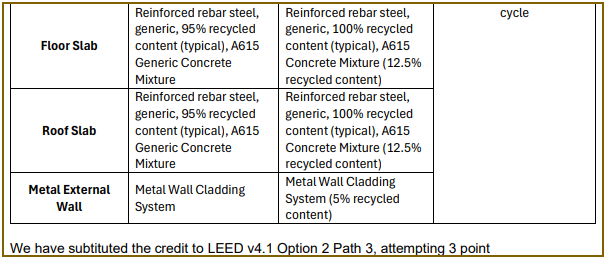 cycle
Floor Slab
Reinforced rebar steel,
generic, 95% recycled
content (typical), A615
Generic Concrete
Mixture
Reinforced rebar steel,
generic, 100% recycled
content (typical), A615
Concrete Mixture (12.5%
recycled content)
Roof Slab
Reinforced rebar steel,
generic, 95% recycled
content (typical), A615
Generic Concrete
Mixture
Reinforced rebar steel,
generic, 100% recycled
content (typical), A615
Concrete Mixture (12.5%
recycled content)
Metal External
Wall
Metal Wall Cladding
System
Metal Wall Cladding
System (5% recycled
content)
We have subtituted the credit to LEED v4.1 Option 2 Path 3, attempting 3 point